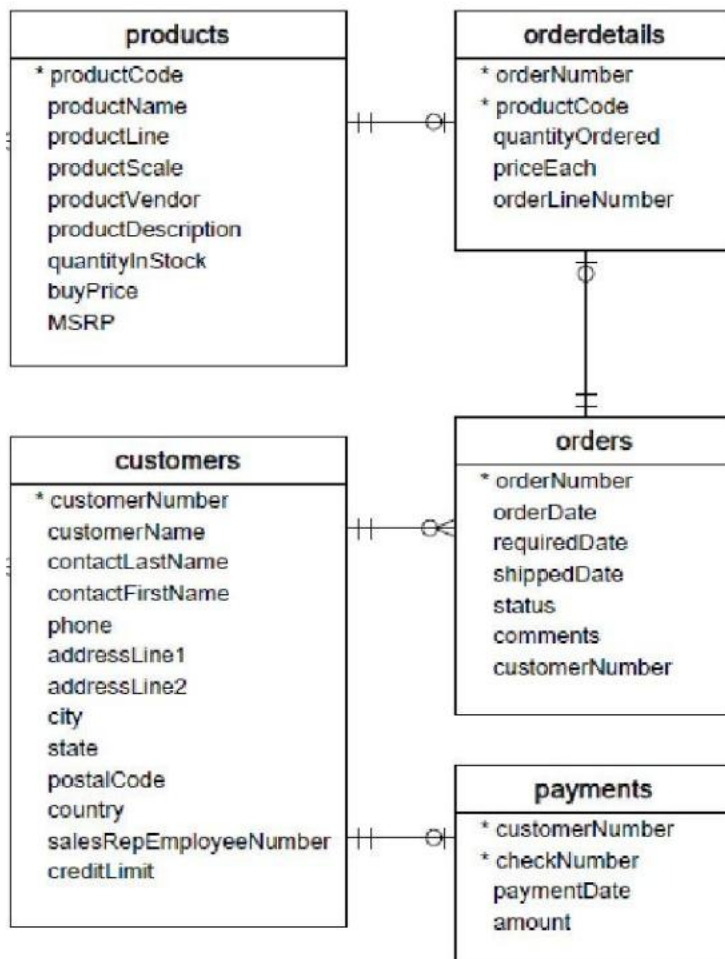 products
* productCode
productName
productLine
productScale
productVendor
productDescription
quantityInStock
buyPrice
MSRP
orderdetails
* orderNumber
* productCode
quantityOrdered
priceEach
orderLineNumber
customers
* customerNumber
customerName
contactLastName
contactFirstName
phone
addressLine1
addressLine2
city
state
postalCode
country
salesRepEmployeeNumber
creditLimit
orders
* orderNumber
orderDate
requiredDate
shippedDate
status
comments
customerNumber
payments
* customerNumber
* checkNumber
paymentDate
amount